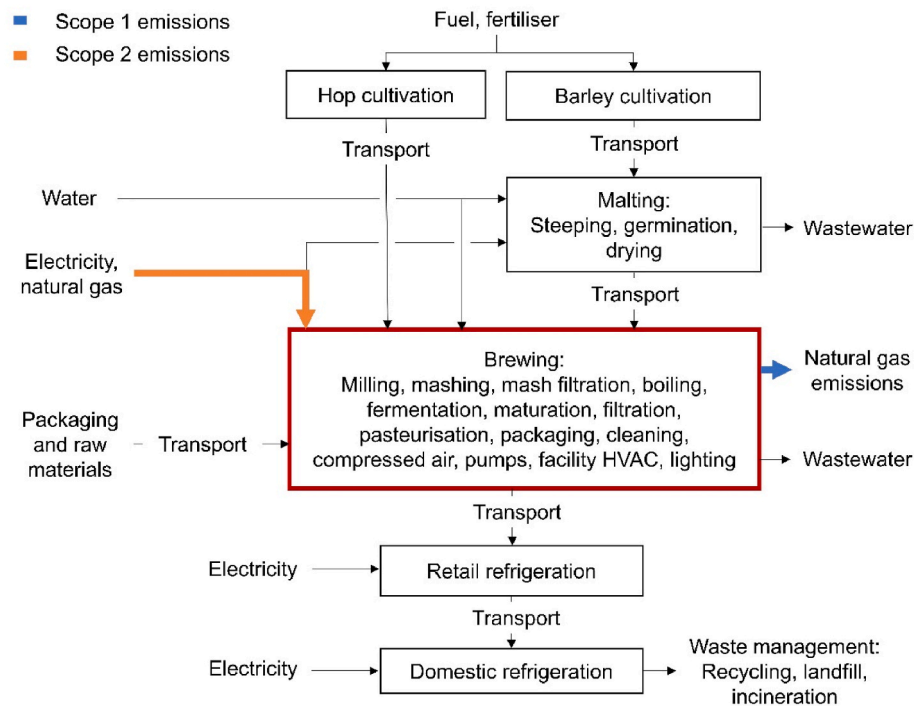 Scope 1 emissions
Scope 2 emissions
Fuel, fertiliser
Hop cultivation
Barley cultivation
Transport
Transport
Water
Malting:
Steeping, germination,
drying
Wastewater
Electricity,
natural gas
Transport
Brewing:
Milling, mashing, mash filtration, boiling,
fermentation, maturation, filtration,
pasteurisation, packaging, cleaning,
compressed air, pumps, facility HVAC, lighting
Natural gas
emissions
Packaging
and raw
materials
Transport
Wastewater
Transport
Electricity
Retail refrigeration
Transport
Electricity
Domestic refrigeration
Waste management:
Recycling, landfill,
incineration